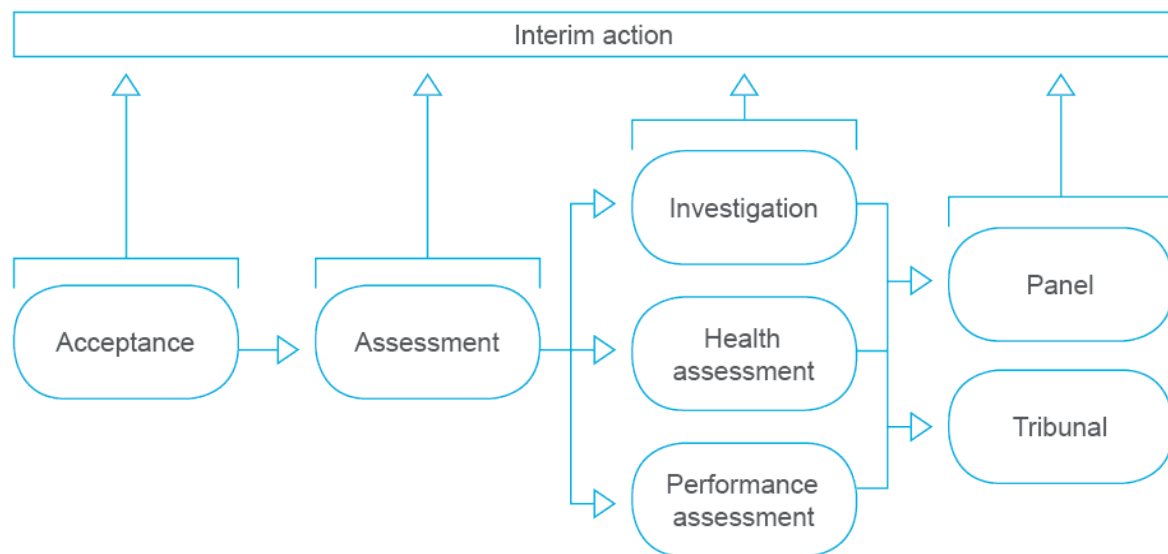 Interim action
Acceptance
Assessment
Investigation
Health
assessment
Performance
assessment
Panel
Tribunal